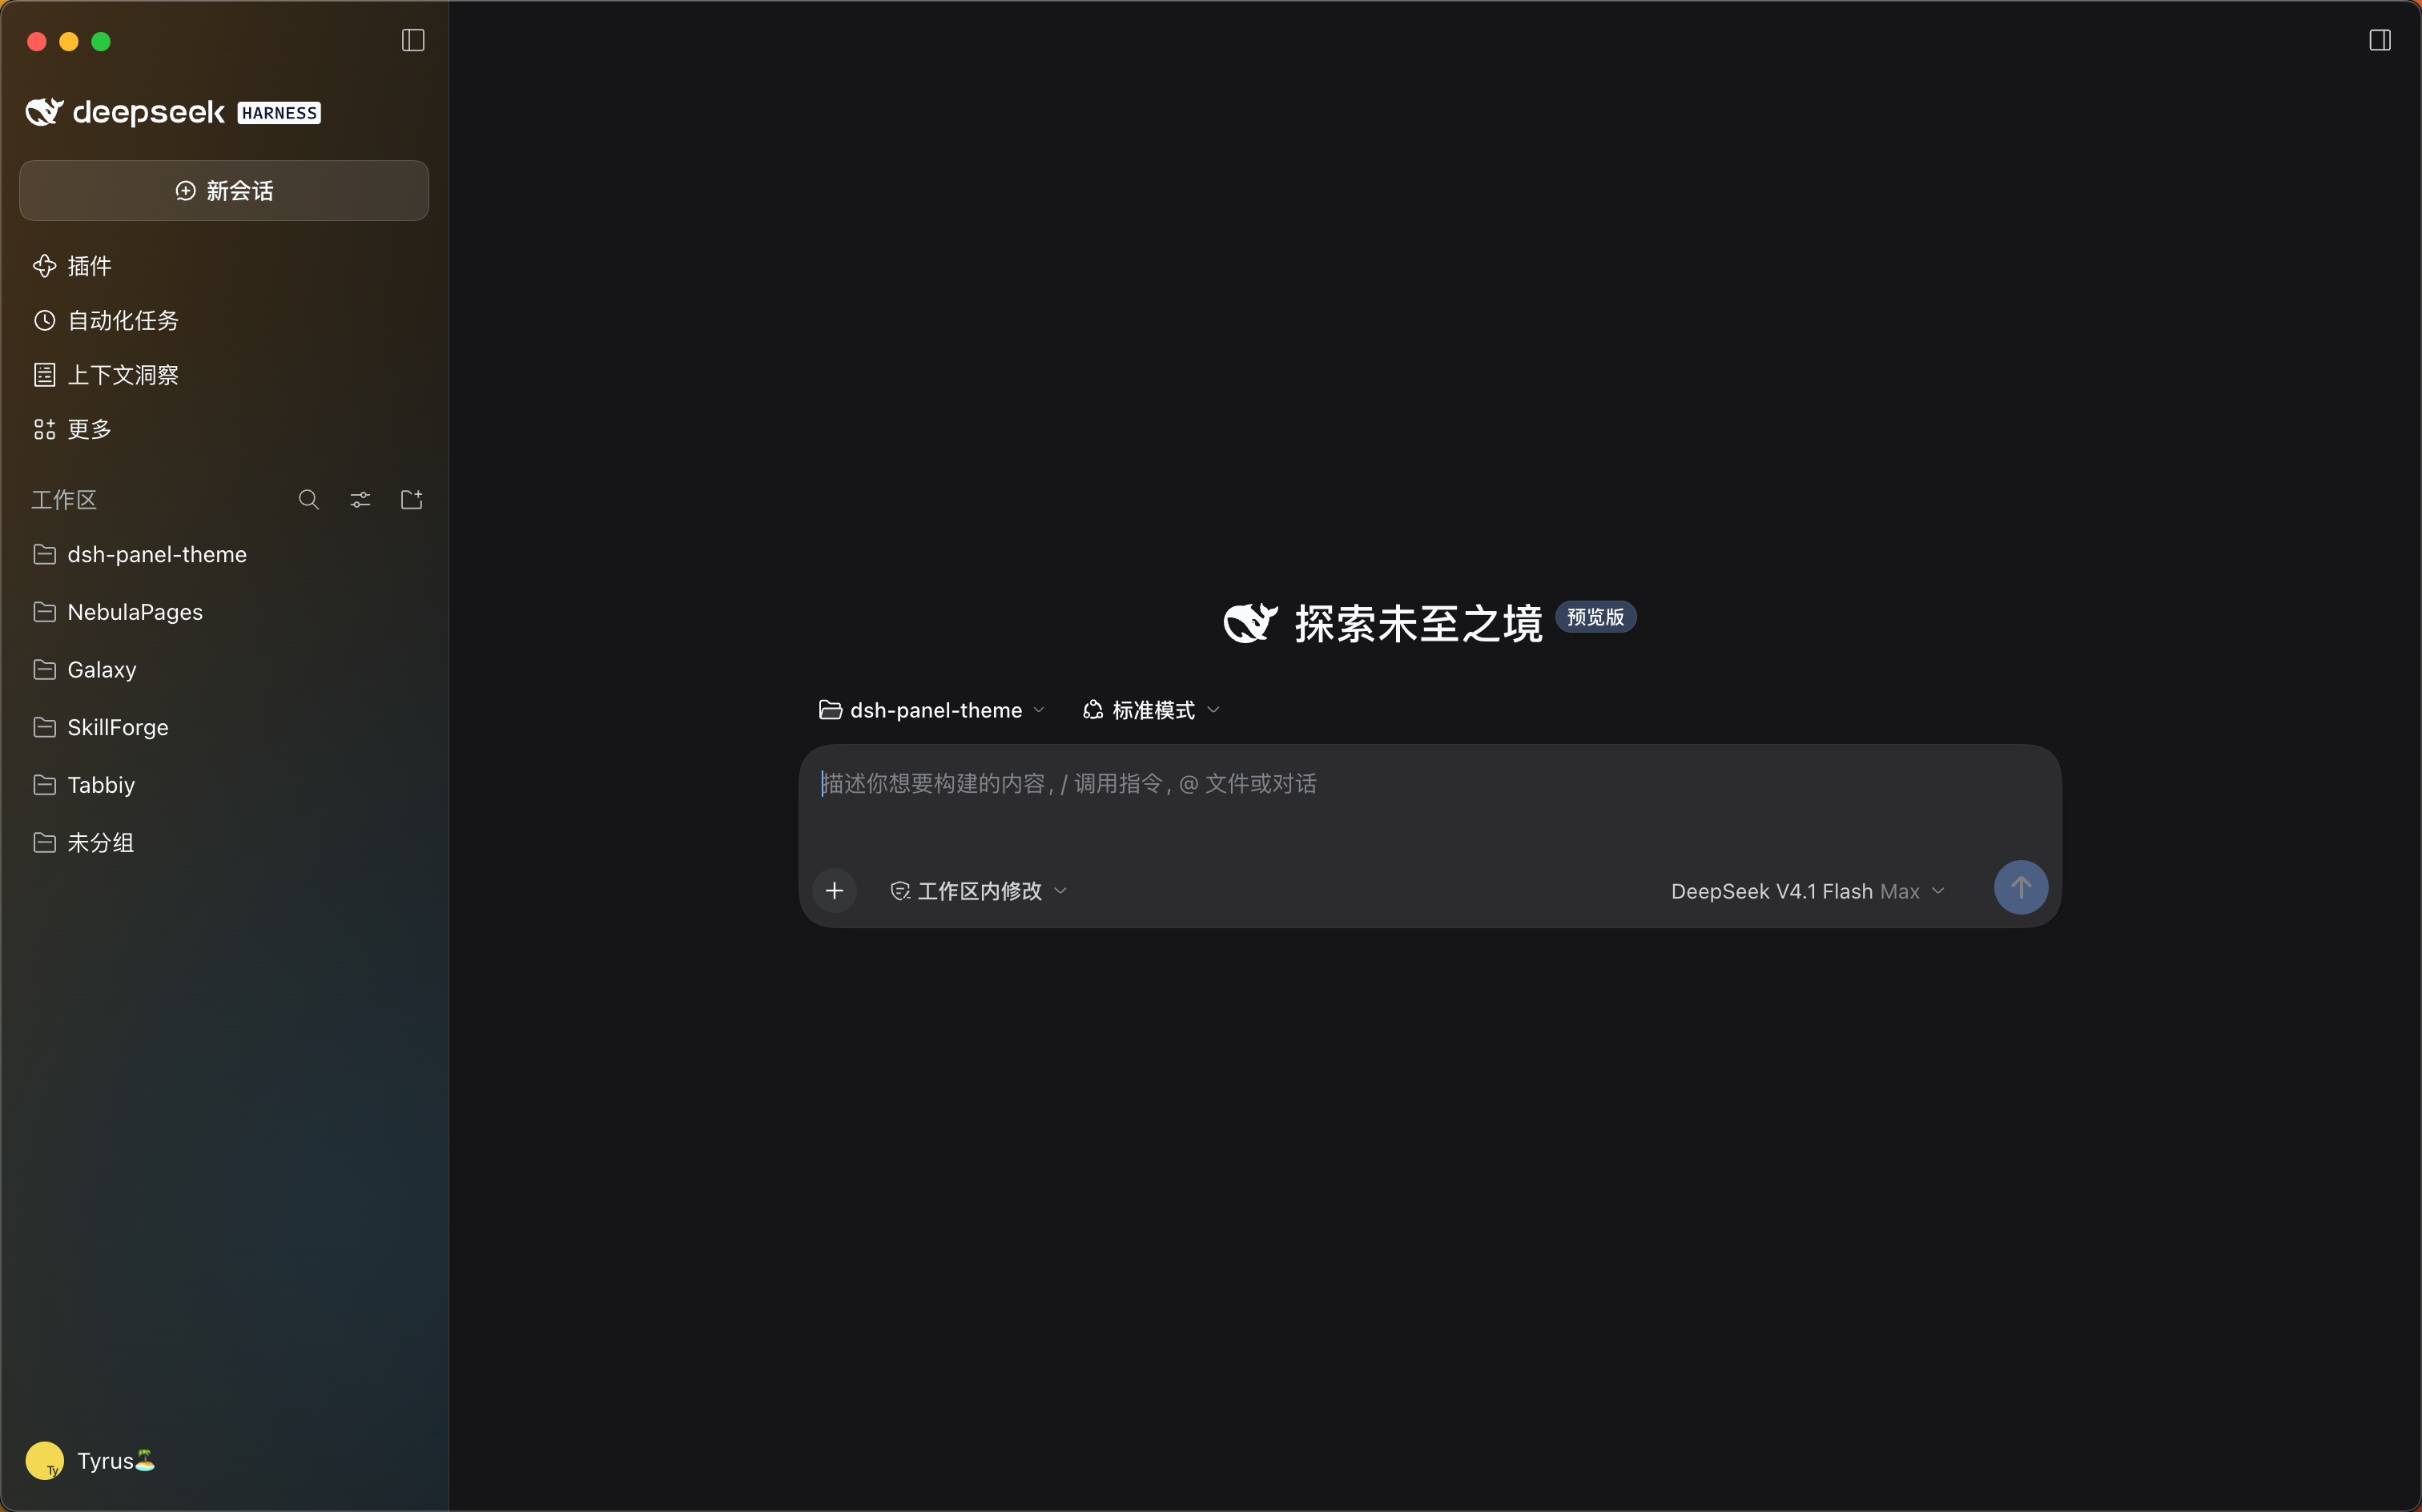 deepseek HARNESS
新会话
插件
自动化任务
上下文洞察
更多
工作区
dsh-panel-theme
NebulaPages
Galaxy
SkillForge
Tabbiy
未分组
Ty
Tyrus🏝️
探索未至之境 预览版
dsh-panel-theme 标准模式
描述你想要构建的内容, / 调用指令, @ 文件或对话
工作区内修改 DeepSeek V4.1 Flash Max